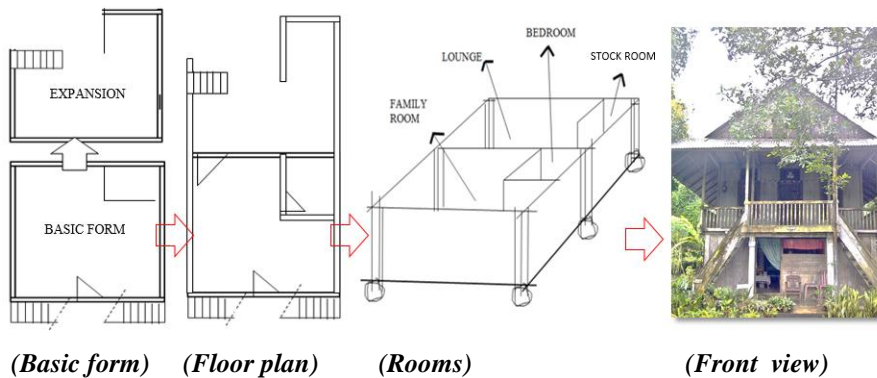 EXPANSION
BASIC FORM
BEDROOM
LOUNGE
STOCK ROOM
FAMILY
ROOM
(Basic form) (Floor plan) (Rooms) (Front view)